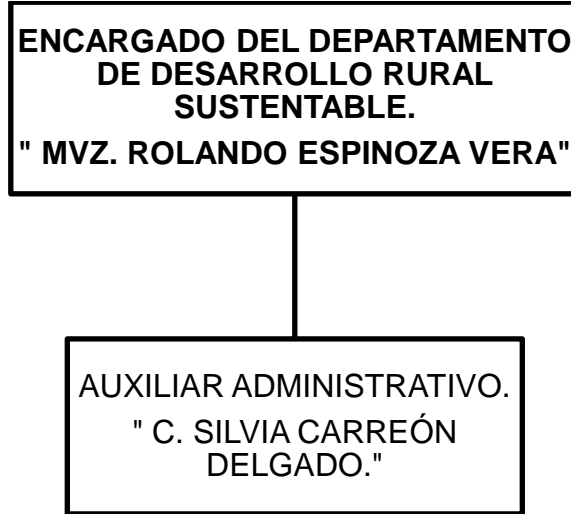 ENCARGADO DEL DEPARTAMENTO
DE DESARROLLO RURAL
SUSTENTABLE.
" MVZ. ROLANDO ESPINOZA VERA"
AUXILIAR ADMINISTRATIVO.
" C. SILVIA CARREÓN
DELGADO."